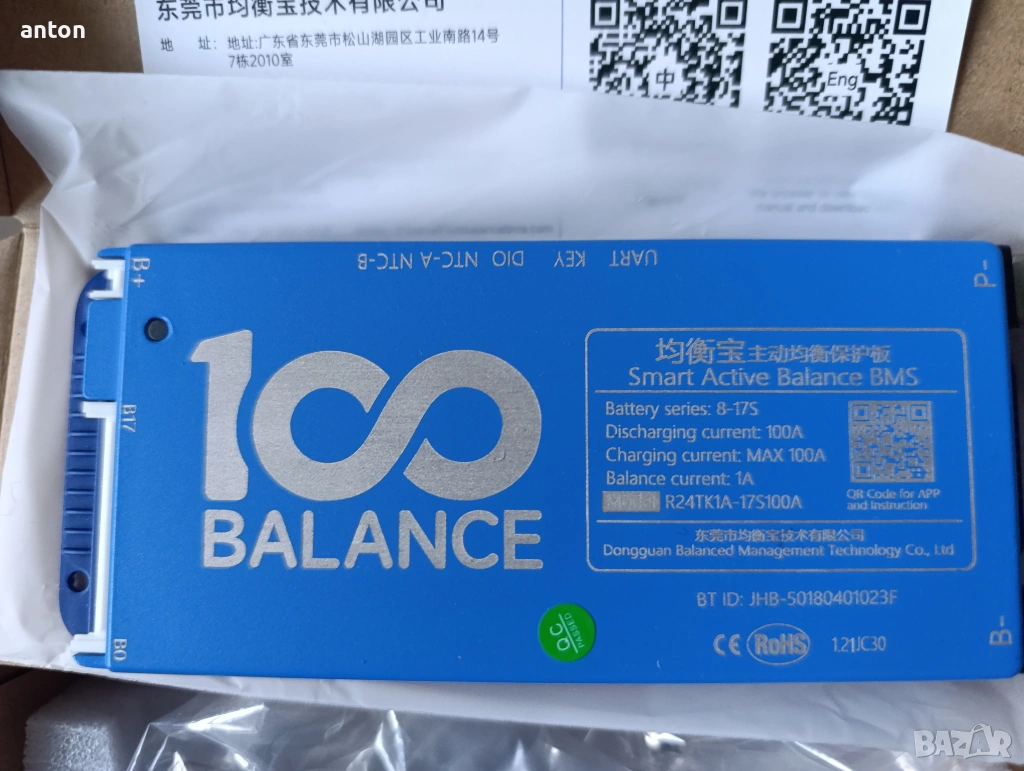 anton
东莞市均衡宝技术有限公司
地 址: 地址:广东省东莞市松山湖园区工业南路14号
7栋2010室
中
Eng
manual and download
B+
NTC-B NTC-A DIO KEY UART
P-
B17
B0
B-
100
BALANCE
均衡宝主动均衡保护板
Smart Active Balance BMS
Battery series: 8-17S
Discharging current: 100A
Charging current: MAX 100A
Balance current: 1A
Model R24TK1A-17S100A
QR Code for APP
and Instruction
东莞市均衡宝技术有限公司
Dongguan Balanced Management Technology Co., Ltd
BT ID: JHB-50180401023F
QC
PASSED
CE RoHS 1.21JC30
BAZAR